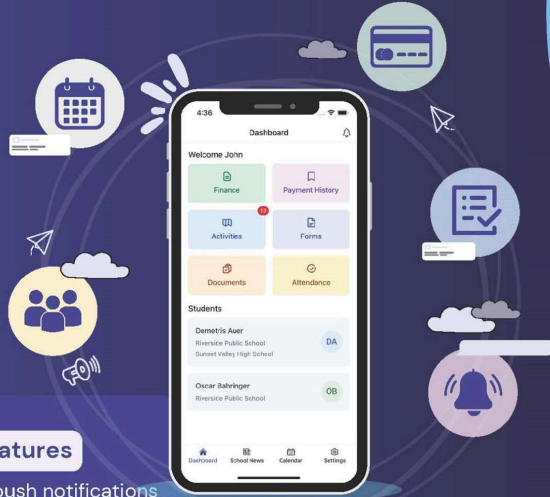 4:36
Dashboard
Welcome John
Finance
Payment History
13
Activities
Forms
Documents
Attendance
Students
Demetris Auer
Riverside Public School
Sunset Valley High School
DA
Oscar Bahringer
Riverside Public School
OB
Dashboard
School News
Calendar
Settings
atures
push notifications